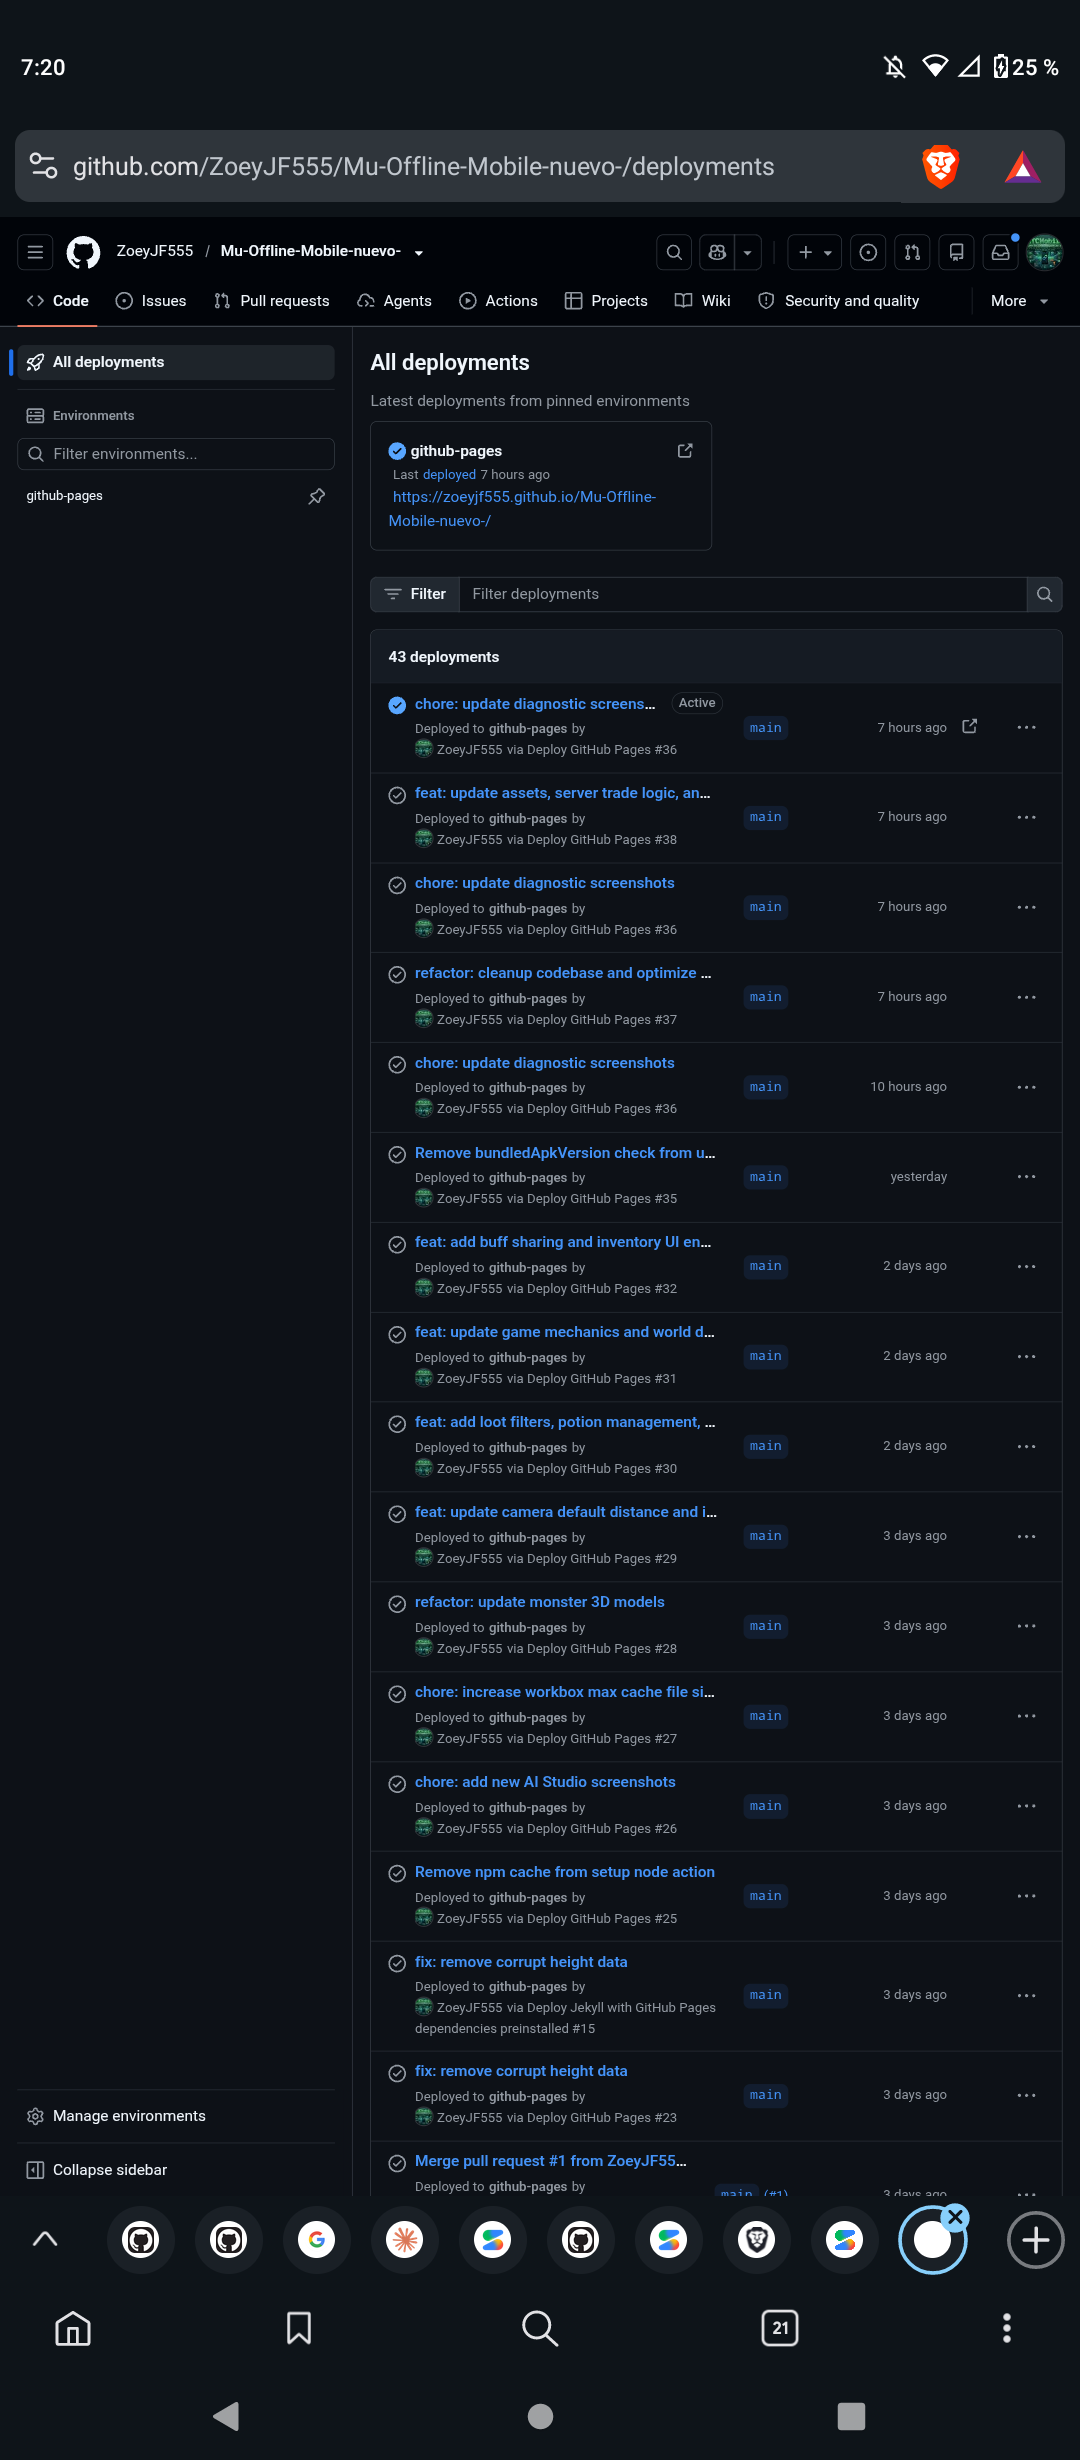 7:20
25 %
github.com/ZoeyJF555/Mu-Offline-Mobile-nuevo-/deployments
ZoeyJF555 / Mu-Offline-Mobile-nuevo-
Code Issues Pull requests Agents Actions Projects Wiki Security and quality More
All deployments
Environments
Filter environments...
github-pages
All deployments
Latest deployments from pinned environments
github-pages
Last deployed 7 hours ago
https://zoeyjf555.github.io/Mu-Offline-
Mobile-nuevo-/
Filter Filter deployments
43 deployments
chore: update diagnostic screens... Active
Deployed to github-pages by
ZoeyJF555 via Deploy GitHub Pages #36
main
7 hours ago
feat: update assets, server trade logic, an...
Deployed to github-pages by
ZoeyJF555 via Deploy GitHub Pages #38
main
7 hours ago
chore: update diagnostic screenshots
Deployed to github-pages by
ZoeyJF555 via Deploy GitHub Pages #36
main
7 hours ago
refactor: cleanup codebase and optimize ...
Deployed to github-pages by
ZoeyJF555 via Deploy GitHub Pages #37
main
7 hours ago
chore: update diagnostic screenshots
Deployed to github-pages by
ZoeyJF555 via Deploy GitHub Pages #36
main
10 hours ago
Remove bundledApkVersion check from u...
Deployed to github-pages by
ZoeyJF555 via Deploy GitHub Pages #35
main
yesterday
feat: add buff sharing and inventory UI en...
Deployed to github-pages by
ZoeyJF555 via Deploy GitHub Pages #32
main
2 days ago
feat: update game mechanics and world d...
Deployed to github-pages by
ZoeyJF555 via Deploy GitHub Pages #31
main
2 days ago
feat: add loot filters, potion management, ...
Deployed to github-pages by
ZoeyJF555 via Deploy GitHub Pages #30
main
2 days ago
feat: update camera default distance and i...
Deployed to github-pages by
ZoeyJF555 via Deploy GitHub Pages #29
main
3 days ago
refactor: update monster 3D models
Deployed to github-pages by
ZoeyJF555 via Deploy GitHub Pages #28
main
3 days ago
chore: increase workbox max cache file si...
Deployed to github-pages by
ZoeyJF555 via Deploy GitHub Pages #27
main
3 days ago
chore: add new AI Studio screenshots
Deployed to github-pages by
ZoeyJF555 via Deploy GitHub Pages #26
main
3 days ago
Remove npm cache from setup node action
Deployed to github-pages by
ZoeyJF555 via Deploy GitHub Pages #25
main
3 days ago
fix: remove corrupt height data
Deployed to github-pages by
ZoeyJF555 via Deploy Jekyll with GitHub Pages
dependencies preinstalled #15
main
3 days ago
fix: remove corrupt height data
Deployed to github-pages by
ZoeyJF555 via Deploy GitHub Pages #23
main
3 days ago
Merge pull request #1 from ZoeyJF55...
Deployed to github-pages by
main (#1)
3 days ago
Manage environments
Collapse sidebar
21